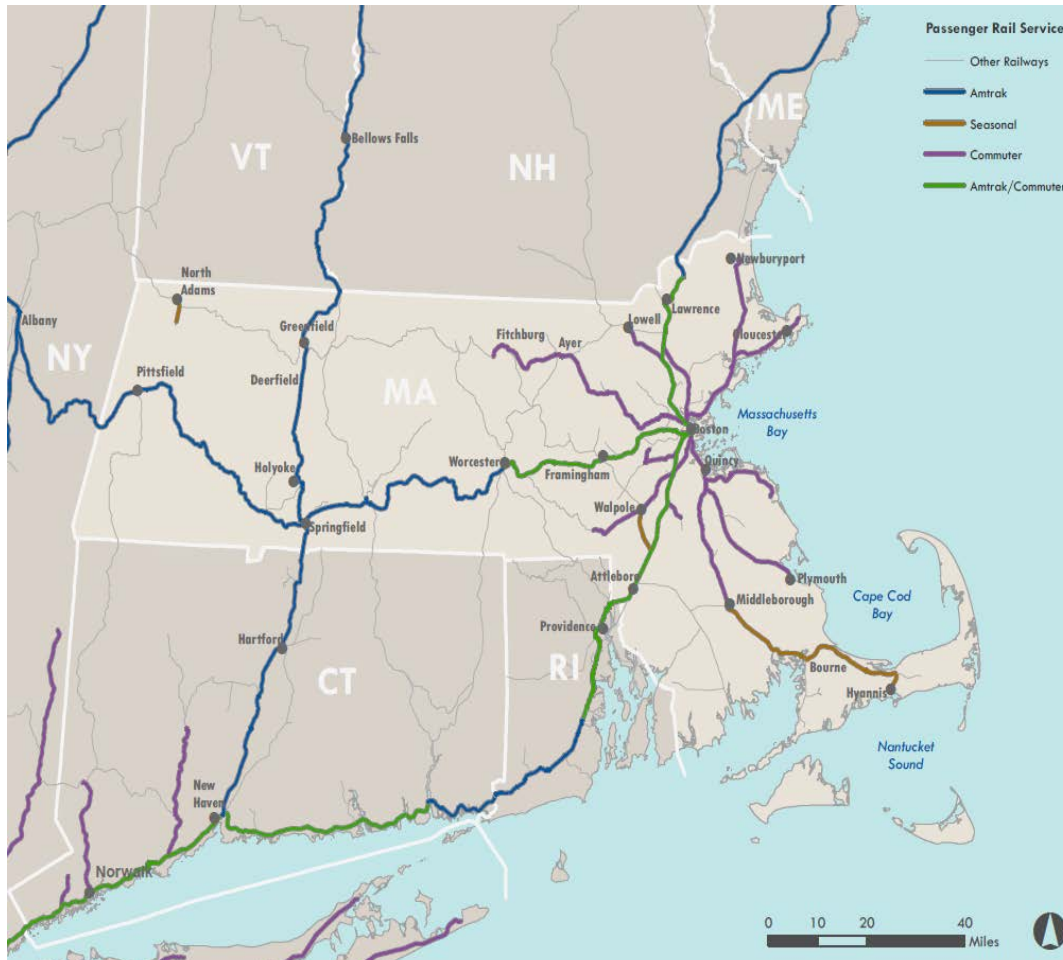 Passenger Rail Service
Other Railways
Amtrak
Seasonal
Commuter
Amtrak/Commuter
ME
VT
NH
Bellows Falls
North
Adams
Newburyport
Albany
Greenfield
Lowell
Lawrence
Gloucester
Fitchburg
Ayer
NY
Pittsfield
Deerfield
MA
Massachusetts
Bay
Boston
Holyoke
Worcester
Framingham
Quincy
Springfield
Walpole
Attleboro
Plymouth
Middleborough
Cape Cod
Bay
Hartford
Providence
CT
RI
Bourne
Hyannis
Nantucket
Sound
New
Haven
Norwalk
0 10 20 40
Miles